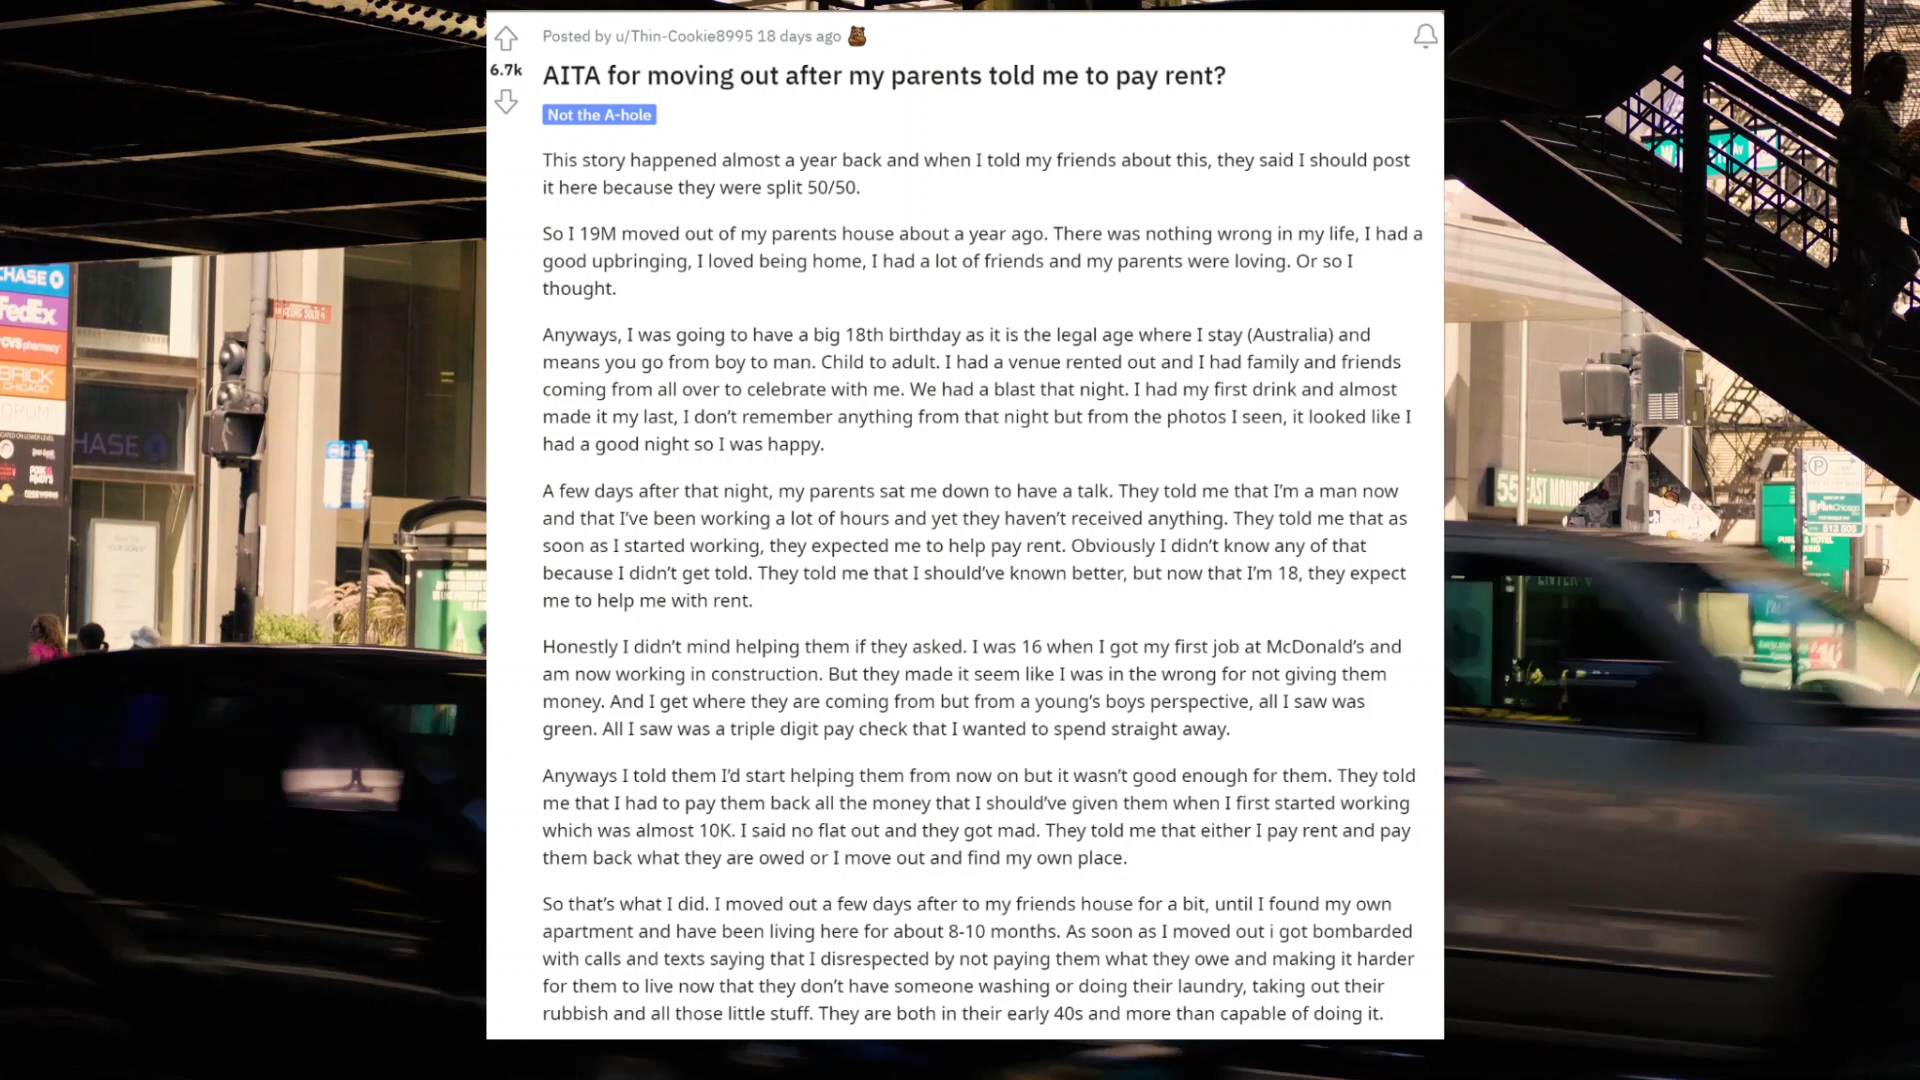 Posted by u/Thin-Cookie8995 18 days ago
6.7k
AITA for moving out after my parents told me to pay rent?
Not the A-hole
This story happened almost a year back and when I told my friends about this, they said I should post
it here because they were split 50/50.
So I 19M moved out of my parents house about a year ago. There was nothing wrong in my life, I had a
good upbringing, I loved being home, I had a lot of friends and my parents were loving. Or so I
thought.
Anyways, I was going to have a big 18th birthday as it is the legal age where I stay (Australia) and
means you go from boy to man. Child to adult. I had a venue rented out and I had family and friends
coming from all over to celebrate with me. We had a blast that night. I had my first drink and almost
made it my last, I don't remember anything from that night but from the photos I seen, it looked like I
had a good night so I was happy.
A few days after that night, my parents sat me down to have a talk. They told me that I'm a man now
and that I've been working a lot of hours and yet they haven't received anything. They told me that as
soon as I started working, they expected me to help pay rent. Obviously I didn't know any of that
because I didn't get told. They told me that I should've known better, but now that I'm 18, they expect
me to help me with rent.
Honestly I didn't mind helping them if they asked. I was 16 when I got my first job at McDonald's and
am now working in construction. But they made it seem like I was in the wrong for not giving them
money. And I get where they are coming from but from a young's boys perspective, all I saw was
green. All I saw was a triple digit pay check that I wanted to spend straight away.
Anyways I told them I'd start helping them from now on but it wasn't good enough for them. They told
me that I had to pay them back all the money that I should've given them when I first started working
which was almost 10K. I said no flat out and they got mad. They told me that either I pay rent and pay
them back what they are owed or I move out and find my own place.
So that's what I did. I moved out a few days after to my friends house for a bit, until I found my own
apartment and have been living here for about 8-10 months. As soon as I moved out i got bombarded
with calls and texts saying that I disrespected by not paying them what they owe and making it harder
for them to live now that they don't have someone washing or doing their laundry, taking out their
rubbish and all those little stuff. They are both in their early 40s and more than capable of doing it.
CHASE
FedEx
CVS pharmacy
BRICK
CHICAGO
HASE
55 EAST MONRO
P
ParkChicago